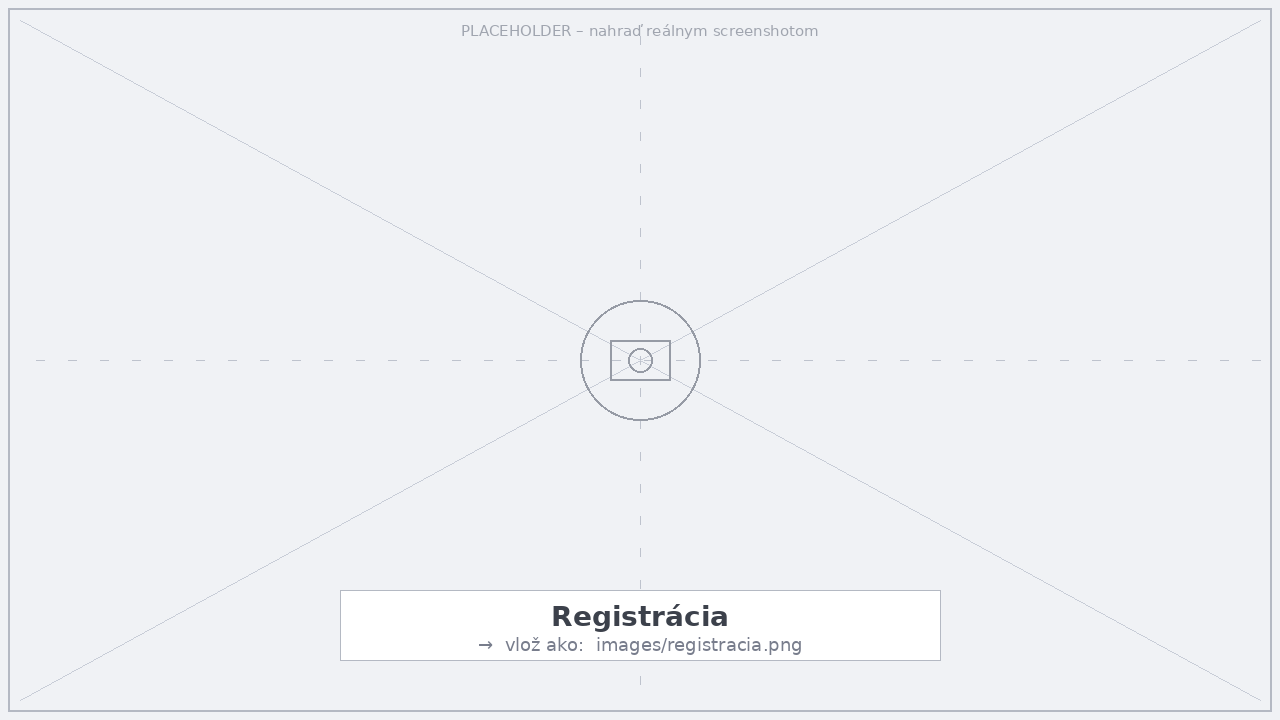 PLACEHOLDER – nahraď reálnym screenshotom
Registrácia
→ vlož ako: images/registracia.png